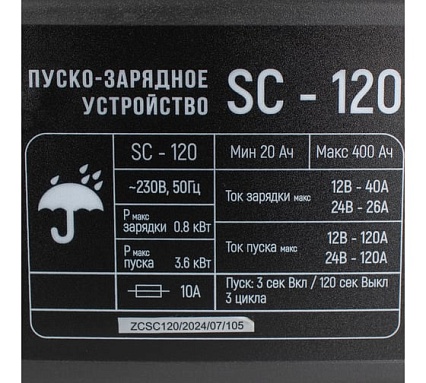 ПУСКО-ЗАРЯДНОЕ
УСТРОЙСТВО
SC - 120
SC - 120
Мин 20 Ач
Макс 400 Ач
~230В, 50Гц
Ток зарядки макс
12В - 40А
24В - 26А
P макс
зарядки 0.8 кВт
P макс
пуска 3.6 кВт
Ток пуска макс
12В - 120А
24В - 120А
10А
Пуск: 3 сек Вкл / 120 сек Выкл
3 цикла
ZCSC120/2024/07/105